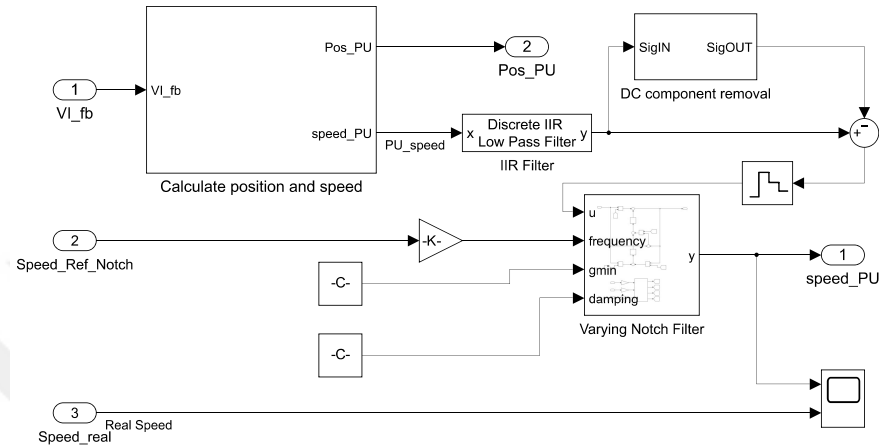 SigIN SigOUT
DC component removal
Pos_PU
2
Pos_PU
1
VI_fb
VI_fb
speed_PU
PU_speed
Calculate position and speed
x
Discrete IIR
Low Pass Filter
y
IIR Filter
+
-
2
Speed_Ref_Notch
-K-
-C-
-C-
u
frequency
gmin
damping
y
Varying Notch Filter
1
speed_PU
3
Speed_real
Real Speed